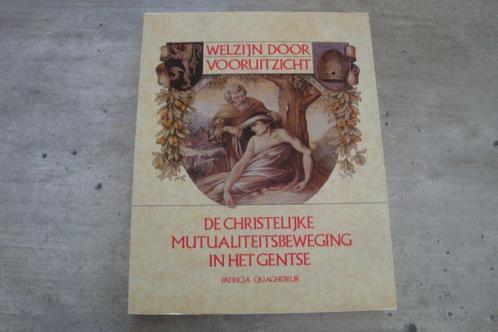 WELZIJN DOOR
VOORUITZICHT
DE CHRISTELIJKE
MUTUALITEITSBEWEGING
IN HET GENTSE
PATRICIA QUAGHEBEUR